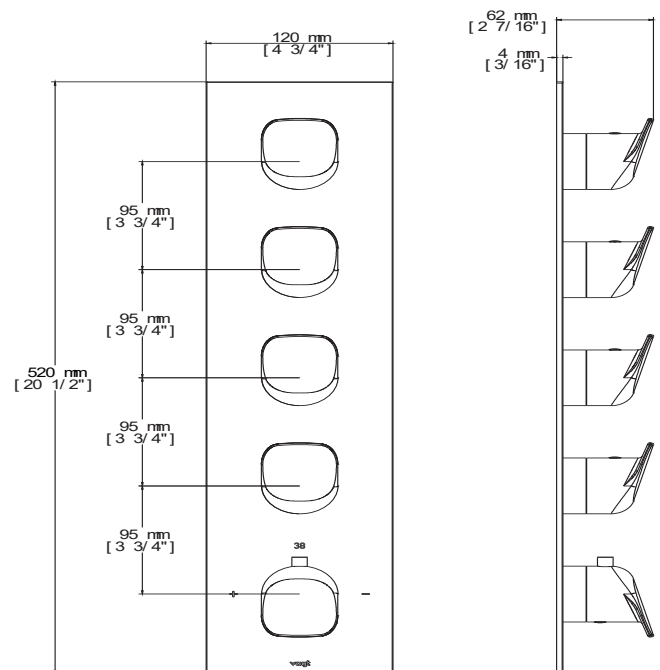 62 mm
[ 2 7/16" ]
120 mm
[ 4 3/4" ]
4 mm
[ 3/16" ]
95 mm
[ 3 3/4" ]
95 mm
[ 3 3/4" ]
520 mm
[ 20 1/2" ]
95 mm
[ 3 3/4" ]
95 mm
[ 3 3/4" ]
38
+ −
vogt